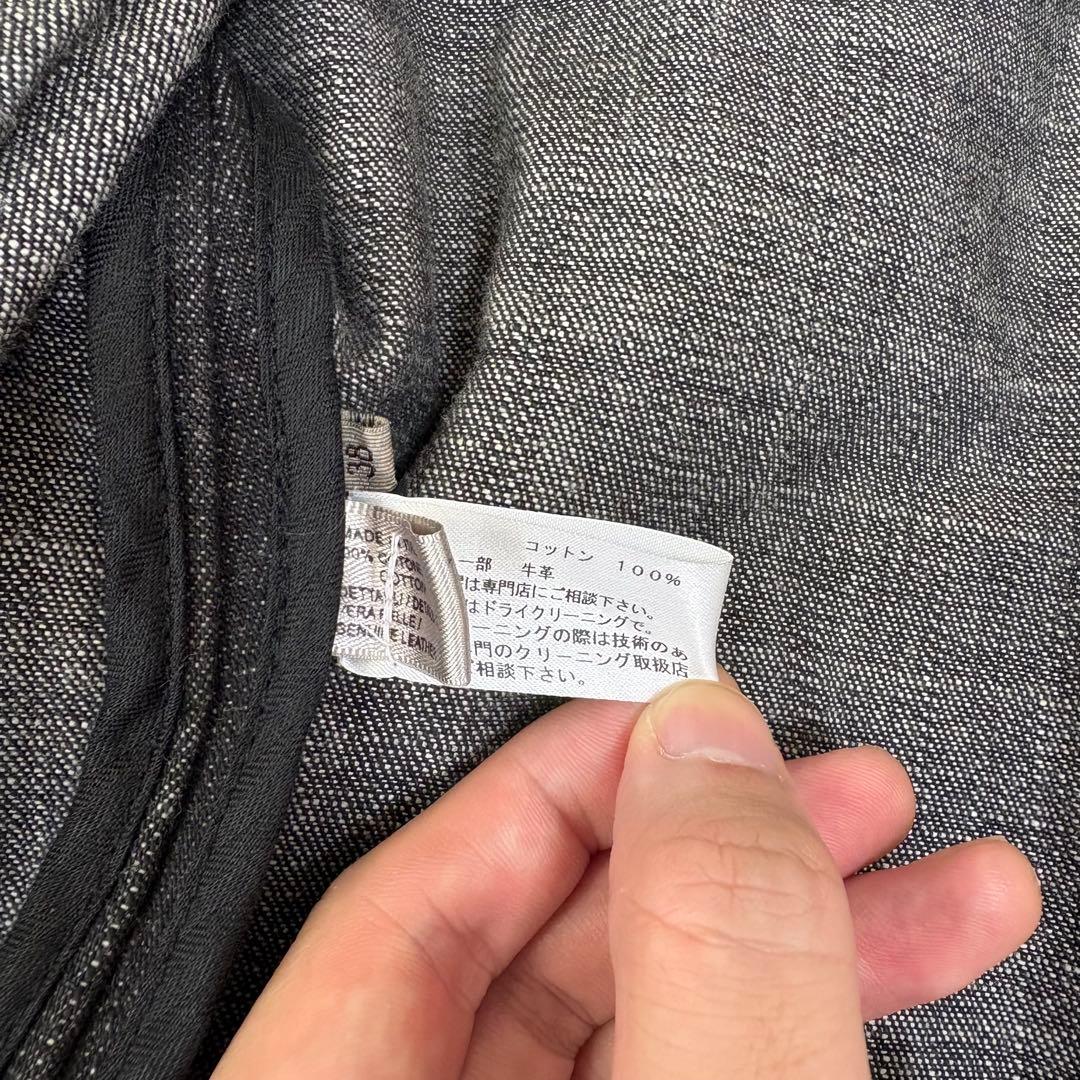 38
MADE
COTTON
DETTAGLI/
GENUINE LEATHER
コットン 100%
一部 牛革
は専門店にご相談下さい。
はドライクリーニングで。
ーニングの際は技術のあ
門のクリーニング取扱店
ご相談下さい。